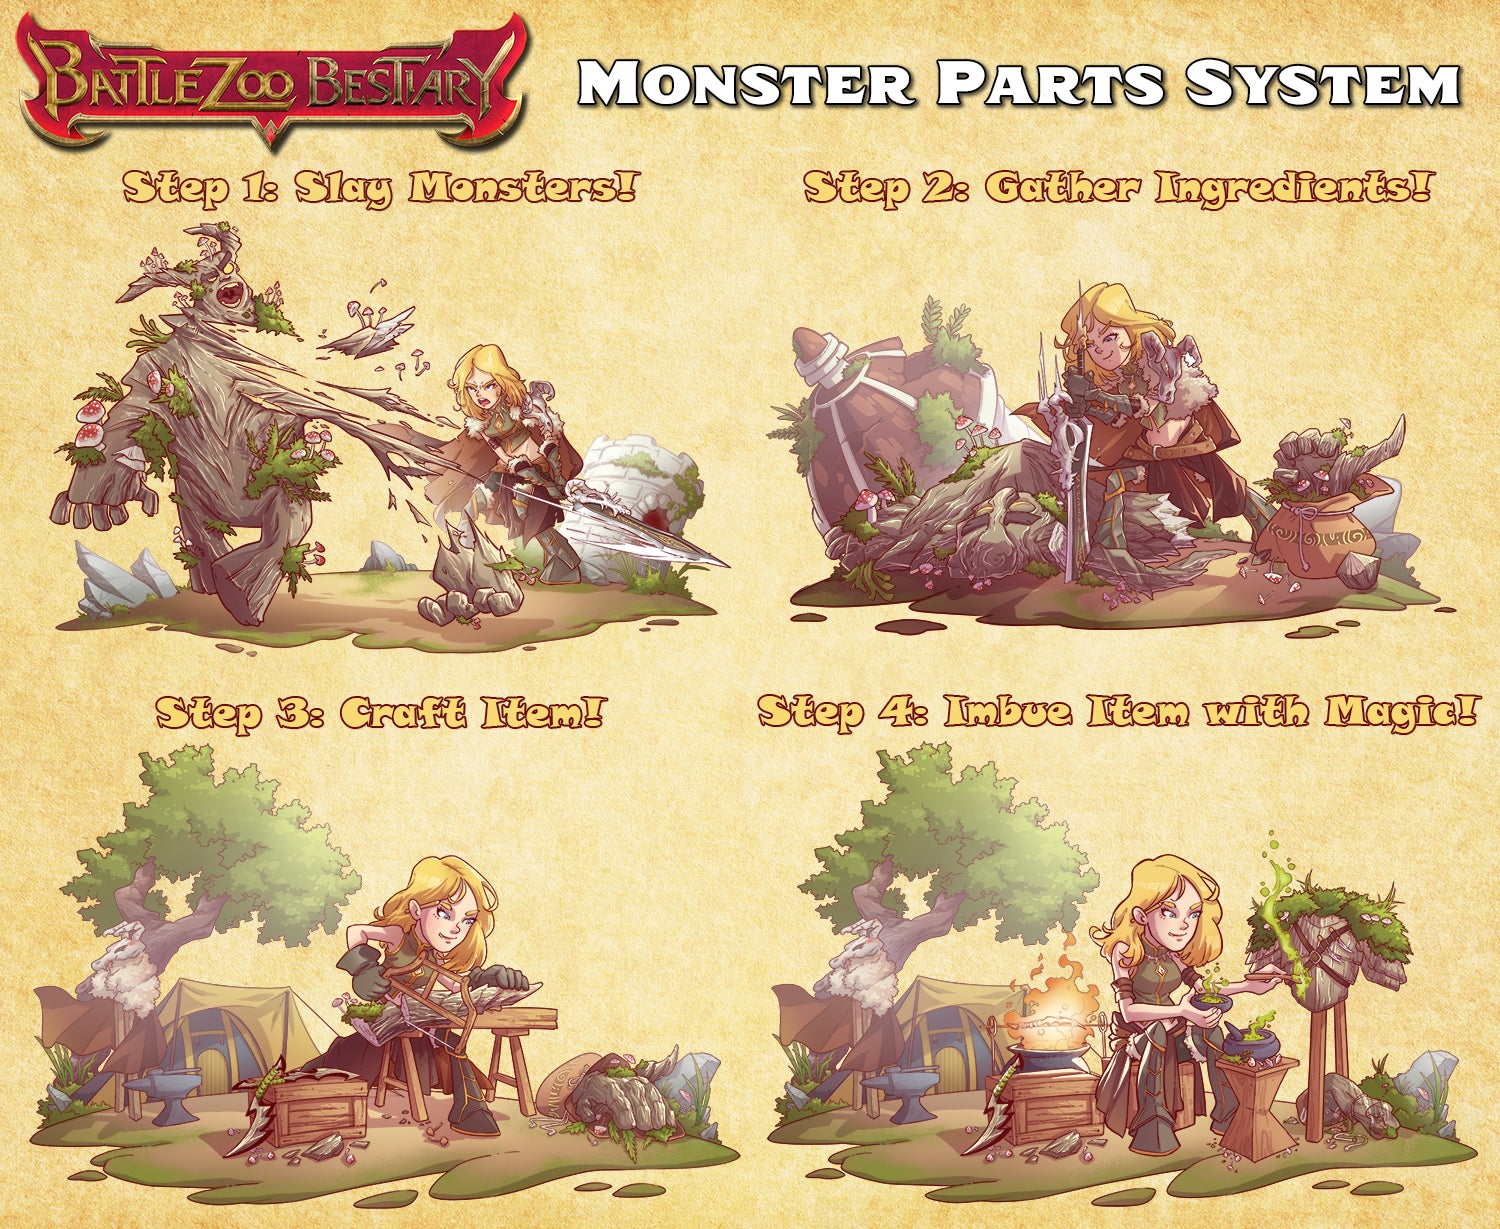 BATTLEZOO BESTIARY
MONSTER PARTS SYSTEM
Step 1: Slay Monsters!
Step 2: Gather Ingredients!
Step 3: Craft Item!
Step 4: Imbue Item with Magic!